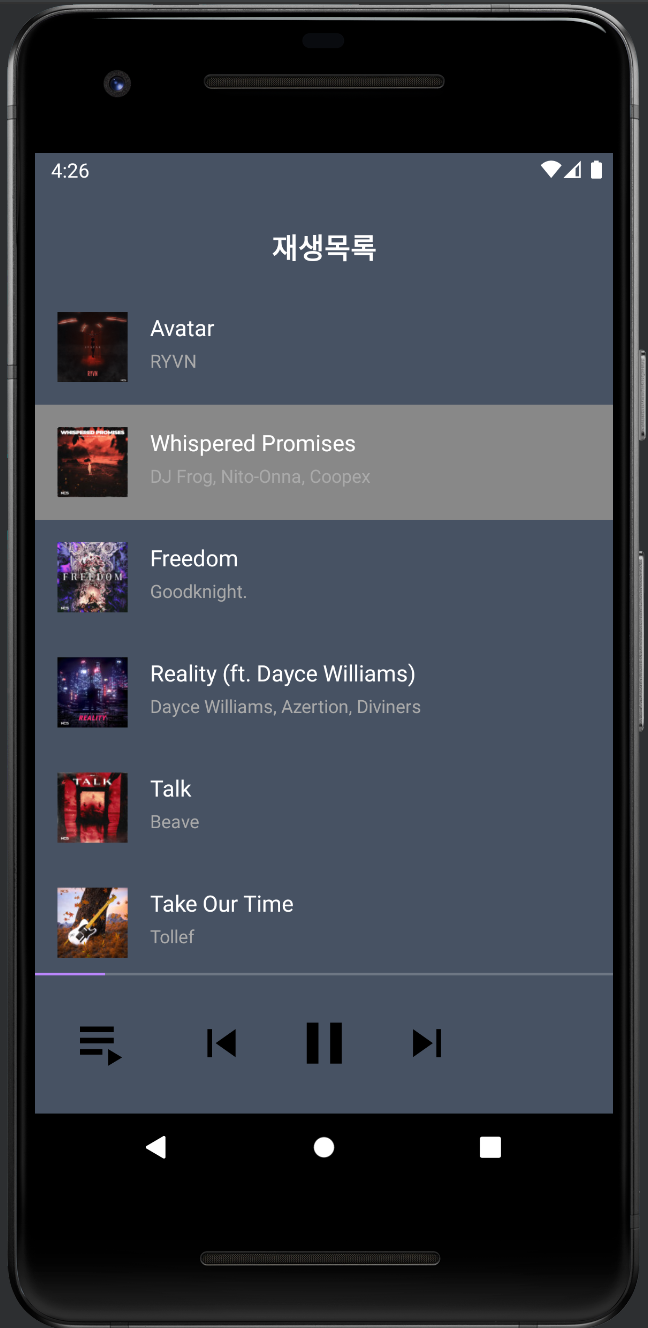 4:26
재생목록
Avatar
RYVN
RYVN
WHISPERED PROMISES
Whispered Promises
DJ Frog, Nito-Onna, Coopex
FREEDOM
Freedom
Goodknight.
REALITY
Reality (ft. Dayce Williams)
Dayce Williams, Azertion, Diviners
TALK
Talk
Beave
Take Our Time
Tollef